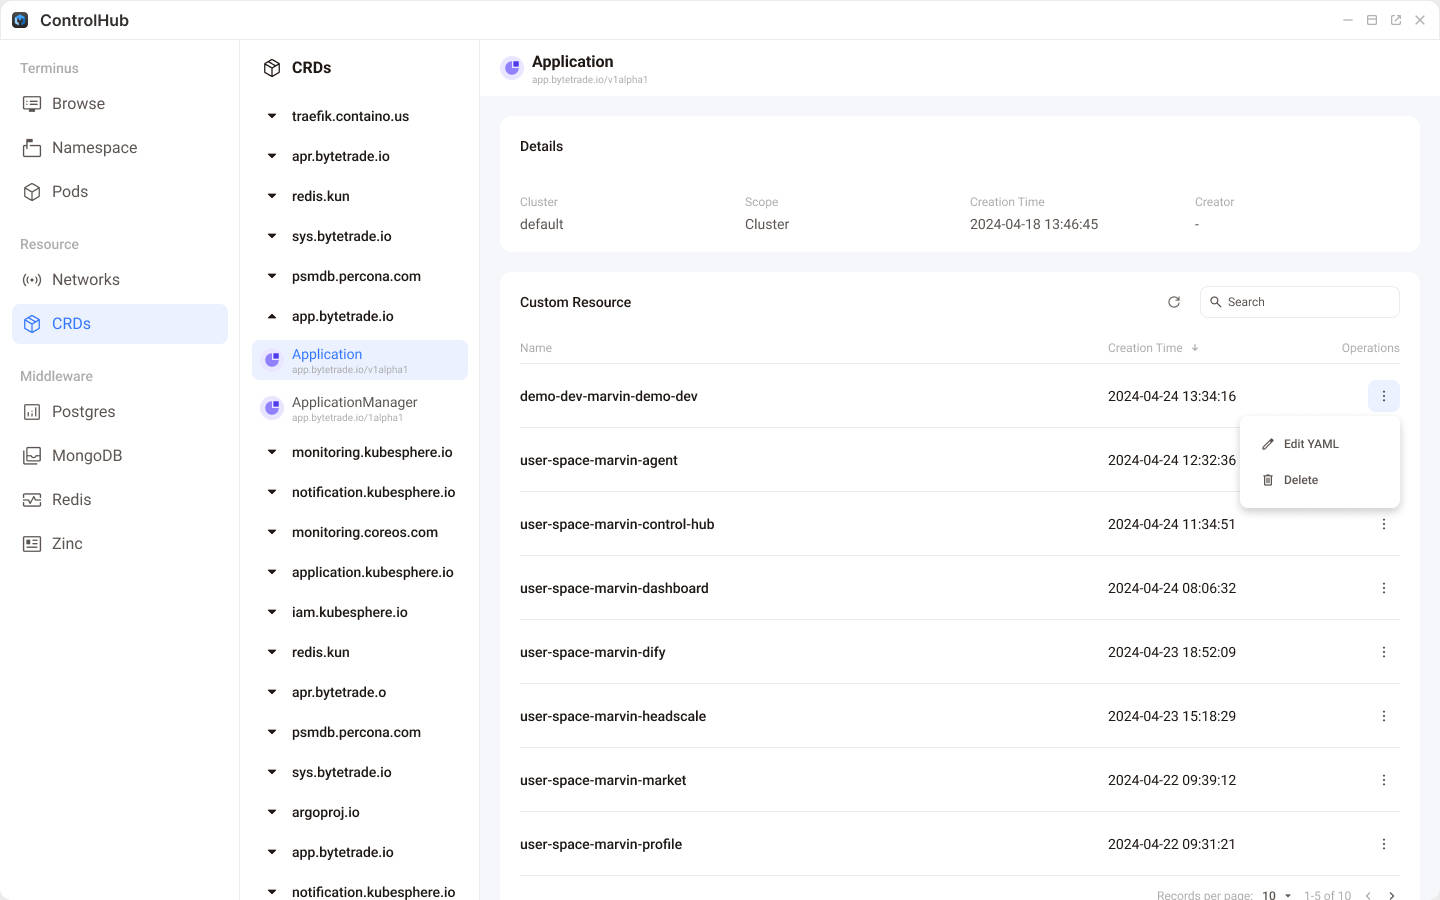 ControlHub
Terminus
Browse
Namespace
Pods
Resource
Networks
CRDs
Middleware
Postgres
MongoDB
Redis
Zinc
CRDs
traefik.containo.us
apr.bytetrade.io
redis.kun
sys.bytetrade.io
psmdb.percona.com
app.bytetrade.io
Application
app.bytetrade.io/v1alpha1
ApplicationManager
app.bytetrade.io/1alpha1
monitoring.kubesphere.io
notification.kubesphere.io
monitoring.coreos.com
application.kubesphere.io
iam.kubesphere.io
redis.kun
apr.bytetrade.o
psmdb.percona.com
sys.bytetrade.io
argoproj.io
app.bytetrade.io
notification.kubesphere.io
Application
app.bytetrade.io/v1alpha1
Details
Cluster Scope Creation Time Creator
default Cluster 2024-04-18 13:46:45 -
Custom Resource Search
Name Creation Time Operations
demo-dev-marvin-demo-dev 2024-04-24 13:34:16
Edit YAML
user-space-marvin-agent 2024-04-24 12:32:36
Delete
user-space-marvin-control-hub 2024-04-24 11:34:51
user-space-marvin-dashboard 2024-04-24 08:06:32
user-space-marvin-dify 2024-04-23 18:52:09
user-space-marvin-headscale 2024-04-23 15:18:29
user-space-marvin-market 2024-04-22 09:39:12
user-space-marvin-profile 2024-04-22 09:31:21
Records per page: 10 1-5 of 10